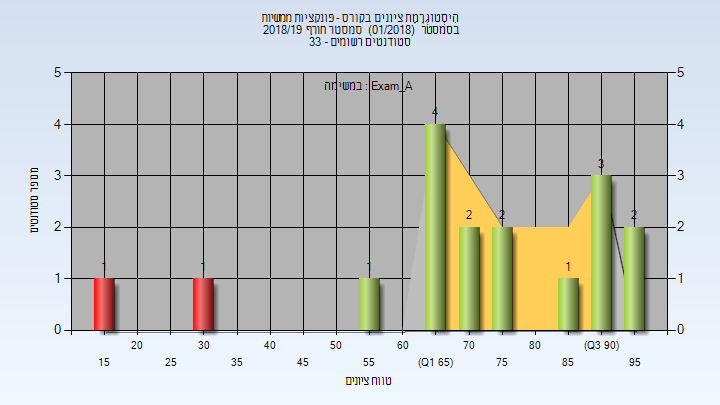 היסטוגרמת ציונים בקורס - פונקציות ממשיות
בסמסטר (01/2018) סמסטר חורף 2018/19
סטודנטים רשומים - 33
במשימה : Exam_A
מספר סטודנטים
5
4
3
2
1
0
5
4
3
2
1
0
1
1
1
4
2
2
1
3
2
20 30 40 50 60 70 80 (Q3 90)
15 25 35 45 55 (Q1 65) 75 85 95
טווח ציונים